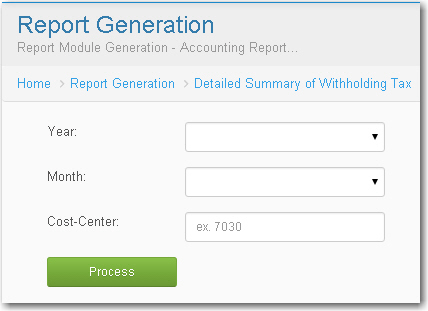 Report Generation
Report Module Generation - Accounting Report...
Home > Report Generation > Detailed Summary of Withholding Tax
Year:
Month:
Cost-Center: ex. 7030
Process